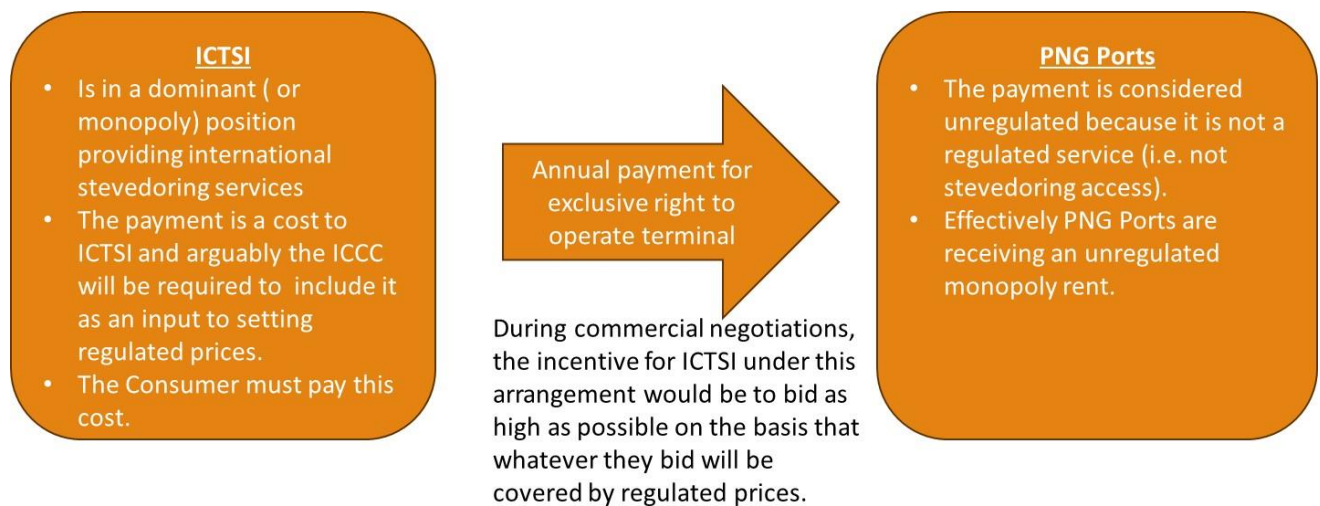 ICTSI
• Is in a dominant ( or
monopoly) position
providing international
stevedoring services
• The payment is a cost to
ICTSI and arguably the ICCC
will be required to include it
as an input to setting
regulated prices.
• The Consumer must pay this
cost.
Annual payment for
exclusive right to
operate terminal
During commercial negotiations,
the incentive for ICTSI under this
arrangement would be to bid as
high as possible on the basis that
whatever they bid will be
covered by regulated prices.
PNG Ports
• The payment is considered
unregulated because it is not a
regulated service (i.e. not
stevedoring access).
• Effectively PNG Ports are
receiving an unregulated
monopoly rent.